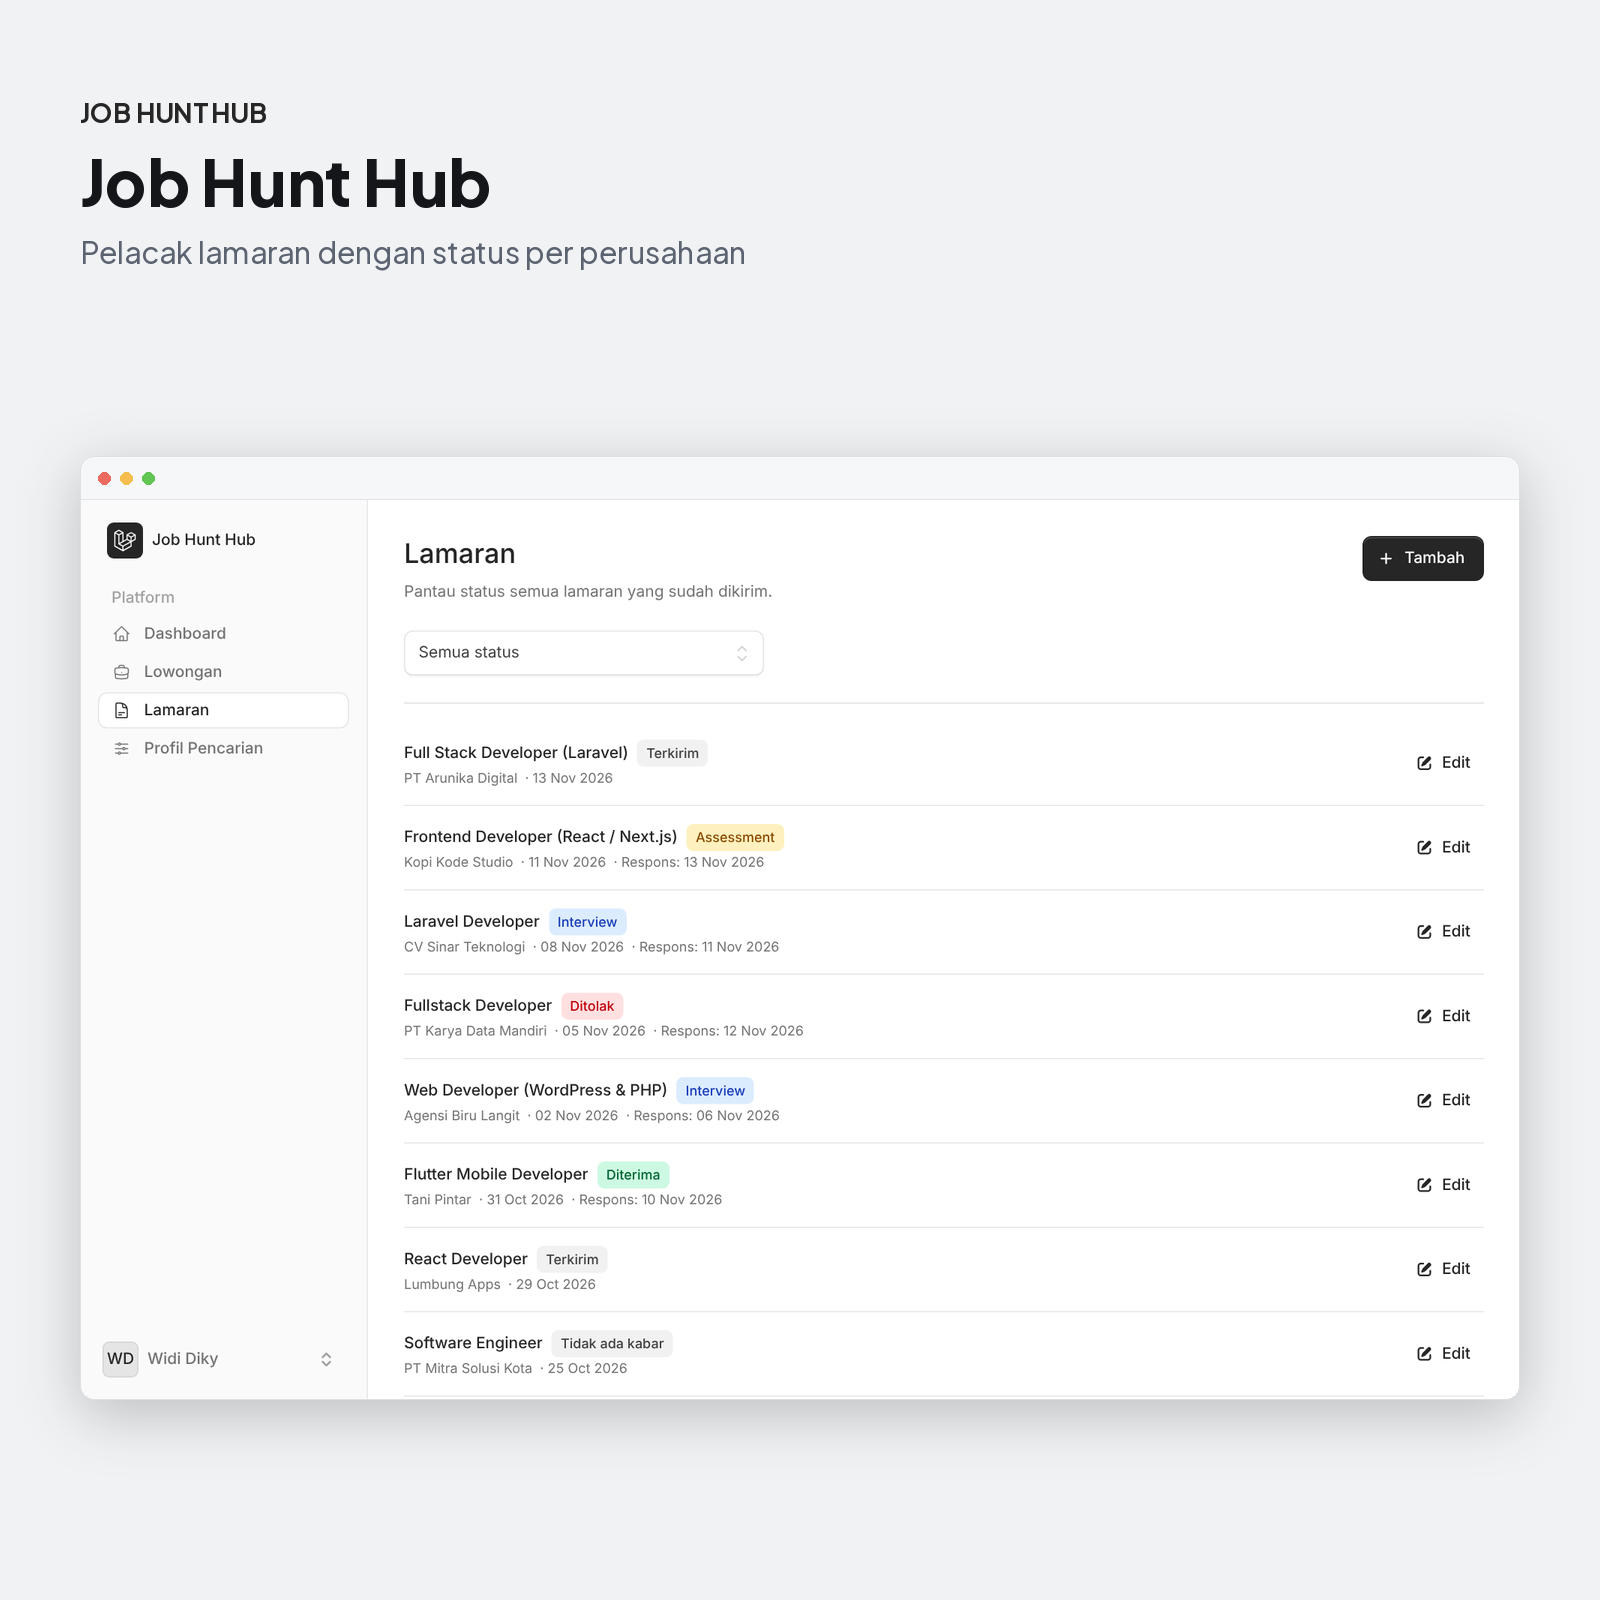 JOB HUNT HUB
Job Hunt Hub
Pelacak lamaran dengan status per perusahaan
Job Hunt Hub
Platform
Dashboard
Lowongan
Lamaran
Profil Pencarian
WD Widi Diky
Lamaran
Pantau status semua lamaran yang sudah dikirim.
+ Tambah
Semua status
Full Stack Developer (Laravel) Terkirim
PT Arunika Digital · 13 Nov 2026
Edit
Frontend Developer (React / Next.js) Assessment
Kopi Kode Studio · 11 Nov 2026 · Respons: 13 Nov 2026
Edit
Laravel Developer Interview
CV Sinar Teknologi · 08 Nov 2026 · Respons: 11 Nov 2026
Edit
Fullstack Developer Ditolak
PT Karya Data Mandiri · 05 Nov 2026 · Respons: 12 Nov 2026
Edit
Web Developer (WordPress & PHP) Interview
Agensi Biru Langit · 02 Nov 2026 · Respons: 06 Nov 2026
Edit
Flutter Mobile Developer Diterima
Tani Pintar · 31 Oct 2026 · Respons: 10 Nov 2026
Edit
React Developer Terkirim
Lumbung Apps · 29 Oct 2026
Edit
Software Engineer Tidak ada kabar
PT Mitra Solusi Kota · 25 Oct 2026
Edit